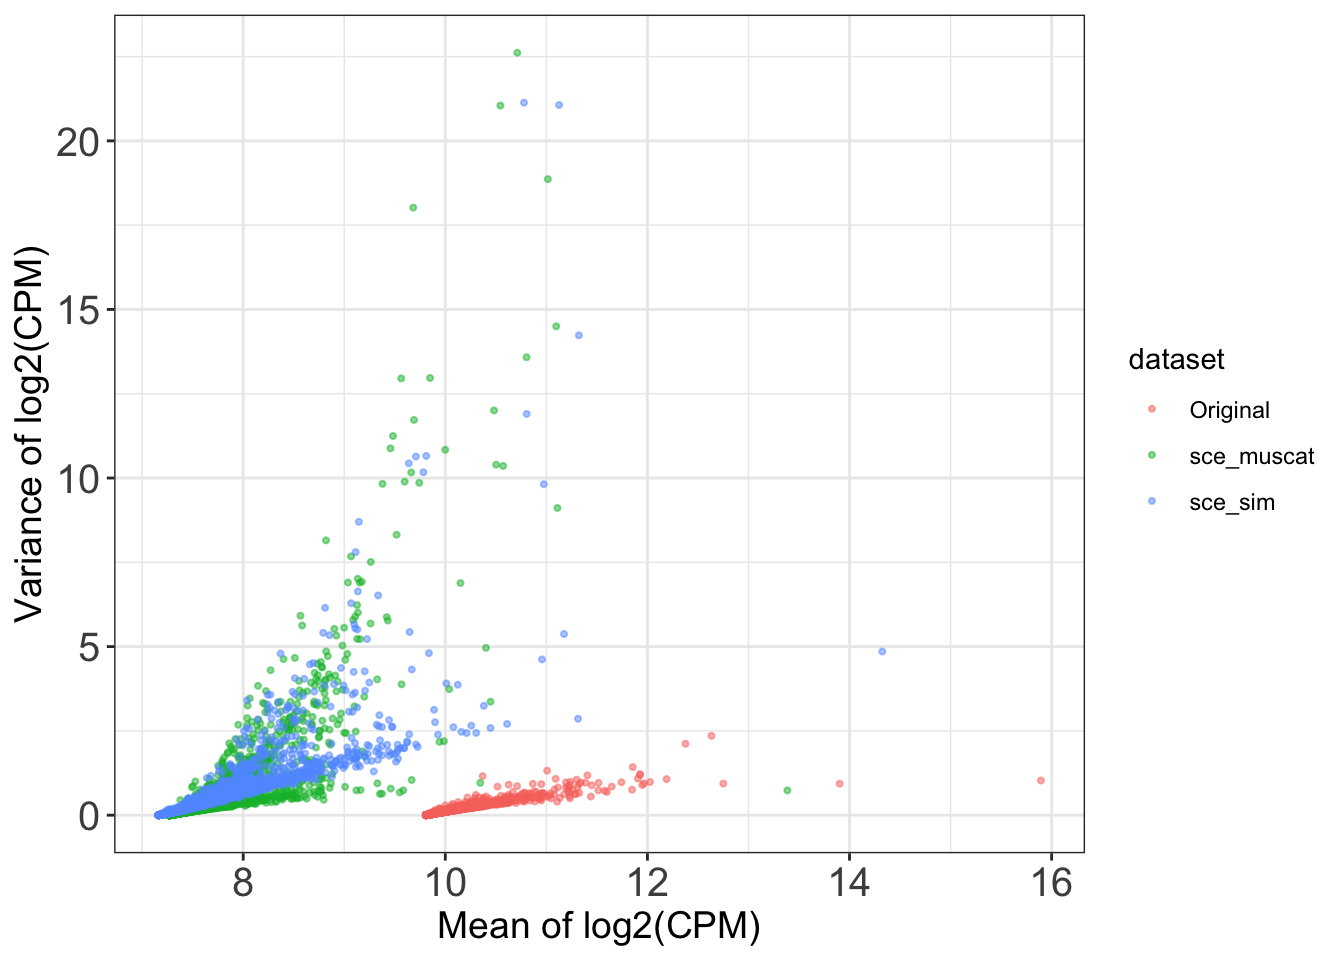 Variance of log2(CPM)
20
15
10
5
0
8 10 12 14 16
Mean of log2(CPM)
dataset
Original
sce_muscat
sce_sim